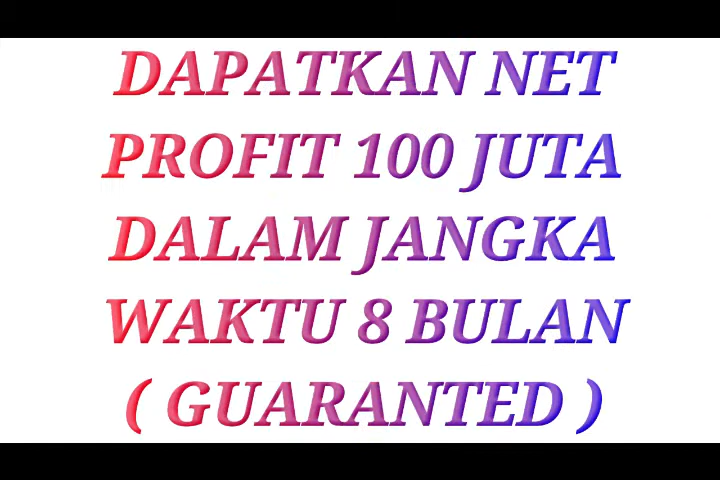 DAPATKAN NET
PROFIT 100 JUTA
DALAM JANGKA
WAKTU 8 BULAN
( GUARANTED )